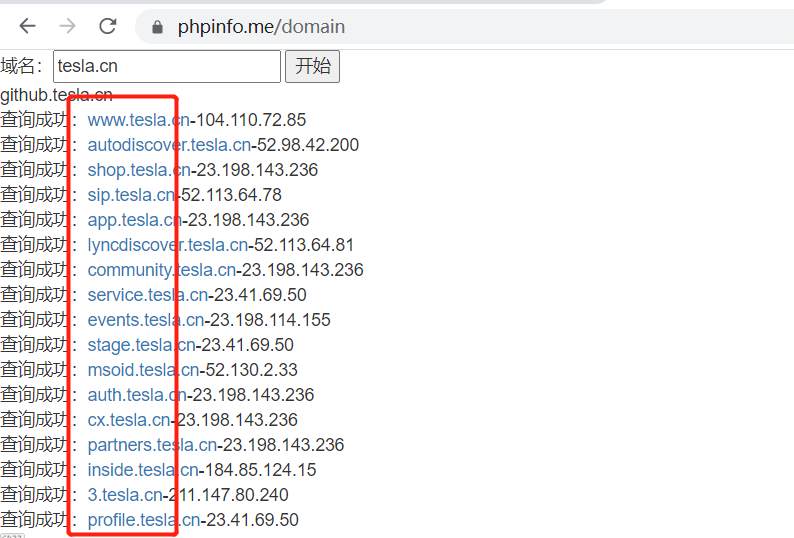 phpinfo.me/domain
域名：tesla.cn 开始
github.tesla.cn
查询成功：www.tesla.cn-104.110.72.85
查询成功：autodiscover.tesla.cn-52.98.42.200
查询成功：shop.tesla.cn-23.198.143.236
查询成功：sip.tesla.cn-52.113.64.78
查询成功：app.tesla.cn-23.198.143.236
查询成功：lyncdiscover.tesla.cn-52.113.64.81
查询成功：community.tesla.cn-23.198.143.236
查询成功：service.tesla.cn-23.41.69.50
查询成功：events.tesla.cn-23.198.114.155
查询成功：stage.tesla.cn-23.41.69.50
查询成功：msoid.tesla.cn-52.130.2.33
查询成功：auth.tesla.cn-23.198.143.236
查询成功：cx.tesla.cn-23.198.143.236
查询成功：partners.tesla.cn-23.198.143.236
查询成功：inside.tesla.cn-184.85.124.15
查询成功：3.tesla.cn-211.147.80.240
查询成功：profile.tesla.cn-23.41.69.50